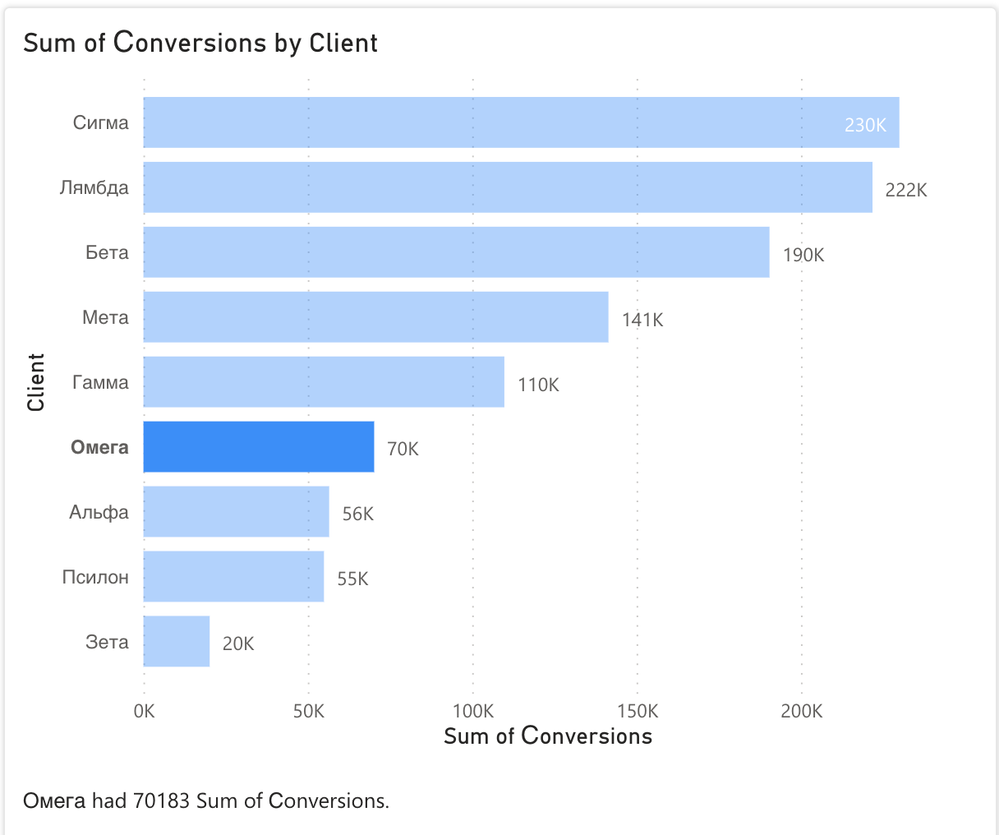 Sum of Conversions by Client
Сигма 230K
Лямбда 222K
Бета 190K
Мета 141K
Гамма 110K
Client
Омега 70K
Альфа 56K
Псилон 55K
Зета 20K
0K 50K 100K 150K 200K
Sum of Conversions
Омега had 70183 Sum of Conversions.